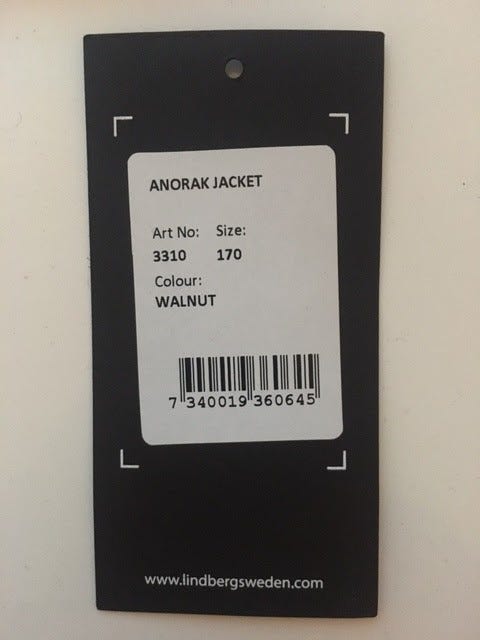 ANORAK JACKET
Art No: Size:
3310 170
Colour:
WALNUT
7 340019 360645
www.lindbergsweden.com